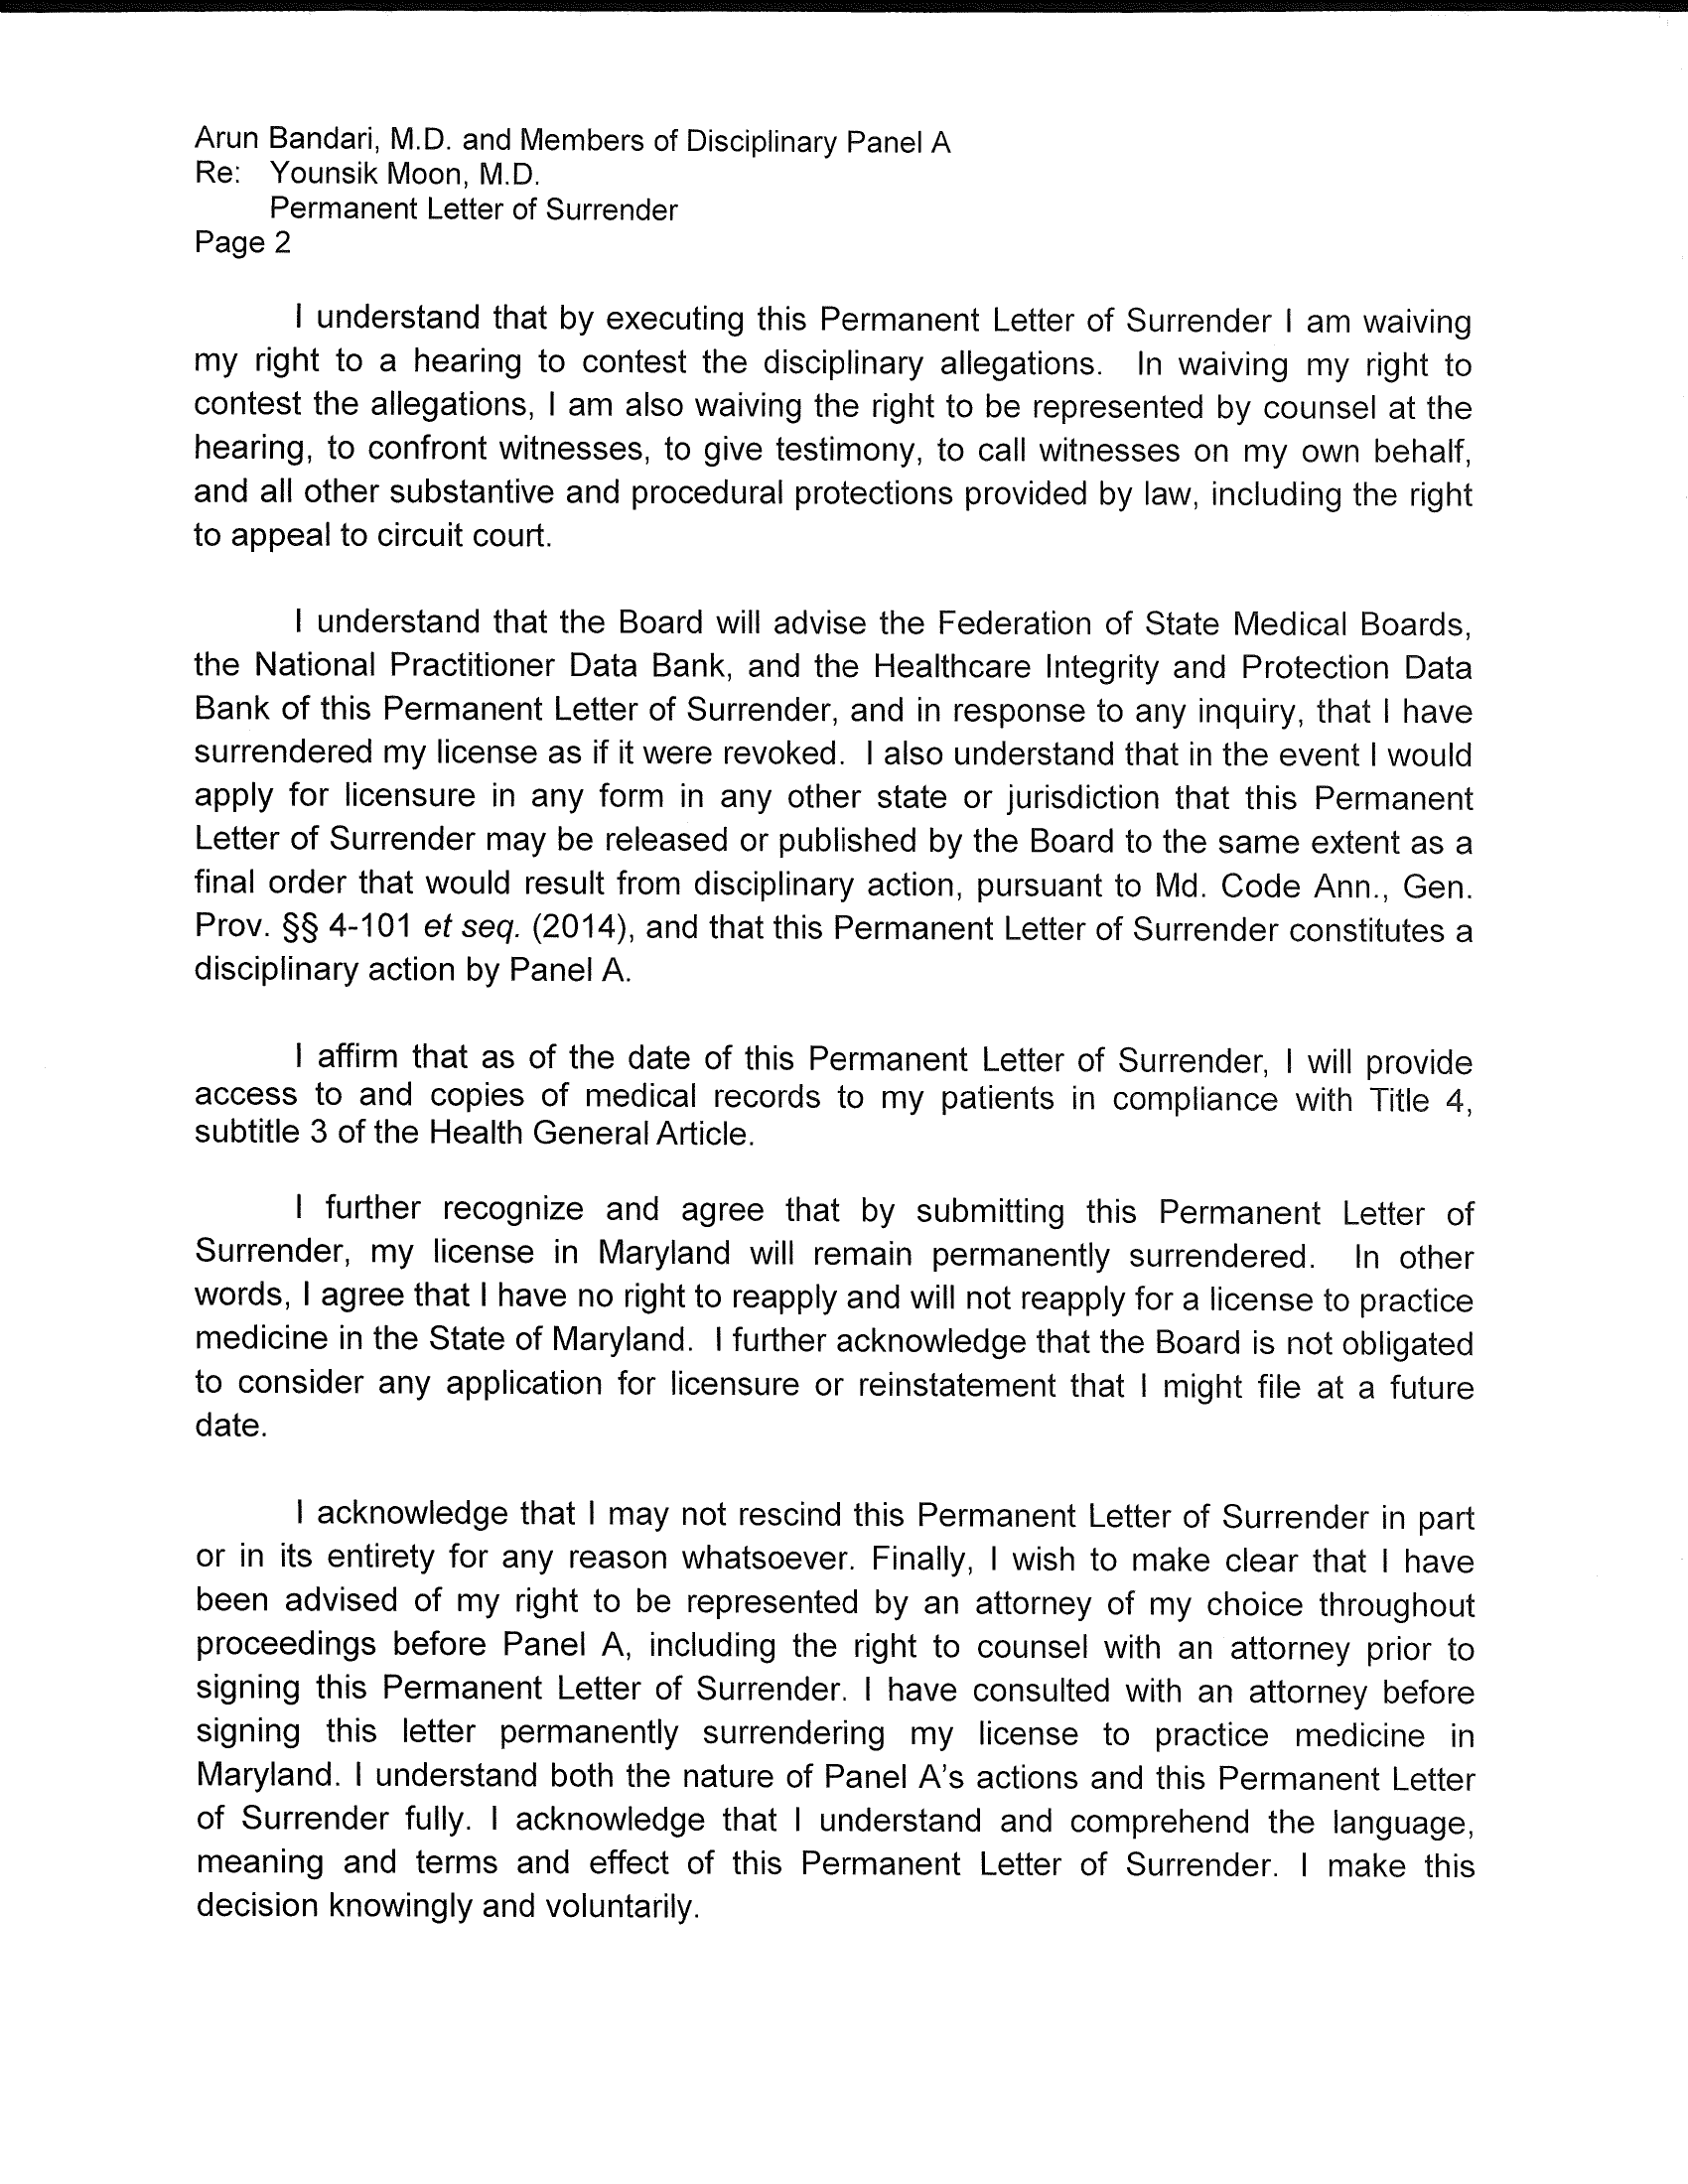 Arun Bandari, M.D. and Members of Disciplinary Panel A
Re: Younsik Moon, M.D.
Permanent Letter of Surrender
Page 2
I understand that by executing this Permanent Letter of Surrender I am waiving
my right to a hearing to contest the disciplinary allegations. In waiving my right to
contest the allegations, I am also waiving the right to be represented by counsel at the
hearing, to confront witnesses, to give testimony, to call witnesses on my own behalf,
and all other substantive and procedural protections provided by law, including the right
to appeal to circuit court.
I understand that the Board will advise the Federation of State Medical Boards,
the National Practitioner Data Bank, and the Healthcare Integrity and Protection Data
Bank of this Permanent Letter of Surrender, and in response to any inquiry, that I have
surrendered my license as if it were revoked. I also understand that in the event I would
apply for licensure in any form in any other state or jurisdiction that this Permanent
Letter of Surrender may be released or published by the Board to the same extent as a
final order that would result from disciplinary action, pursuant to Md. Code Ann., Gen.
Prov. §§ 4-101 et seq. (2014), and that this Permanent Letter of Surrender constitutes a
disciplinary action by Panel A.
I affirm that as of the date of this Permanent Letter of Surrender, I will provide
access to and copies of medical records to my patients in compliance with Title 4,
subtitle 3 of the Health General Article.
I further recognize and agree that by submitting this Permanent Letter of
Surrender, my license in Maryland will remain permanently surrendered. In other
words, I agree that I have no right to reapply and will not reapply for a license to practice
medicine in the State of Maryland. I further acknowledge that the Board is not obligated
to consider any application for licensure or reinstatement that I might file at a future
date.
I acknowledge that I may not rescind this Permanent Letter of Surrender in part
or in its entirety for any reason whatsoever. Finally, I wish to make clear that I have
been advised of my right to be represented by an attorney of my choice throughout
proceedings before Panel A, including the right to counsel with an attorney prior to
signing this Permanent Letter of Surrender. I have consulted with an attorney before
signing this letter permanently surrendering my license to practice medicine in
Maryland. I understand both the nature of Panel A's actions and this Permanent Letter
of Surrender fully. I acknowledge that I understand and comprehend the language,
meaning and terms and effect of this Permanent Letter of Surrender. I make this
decision knowingly and voluntarily.